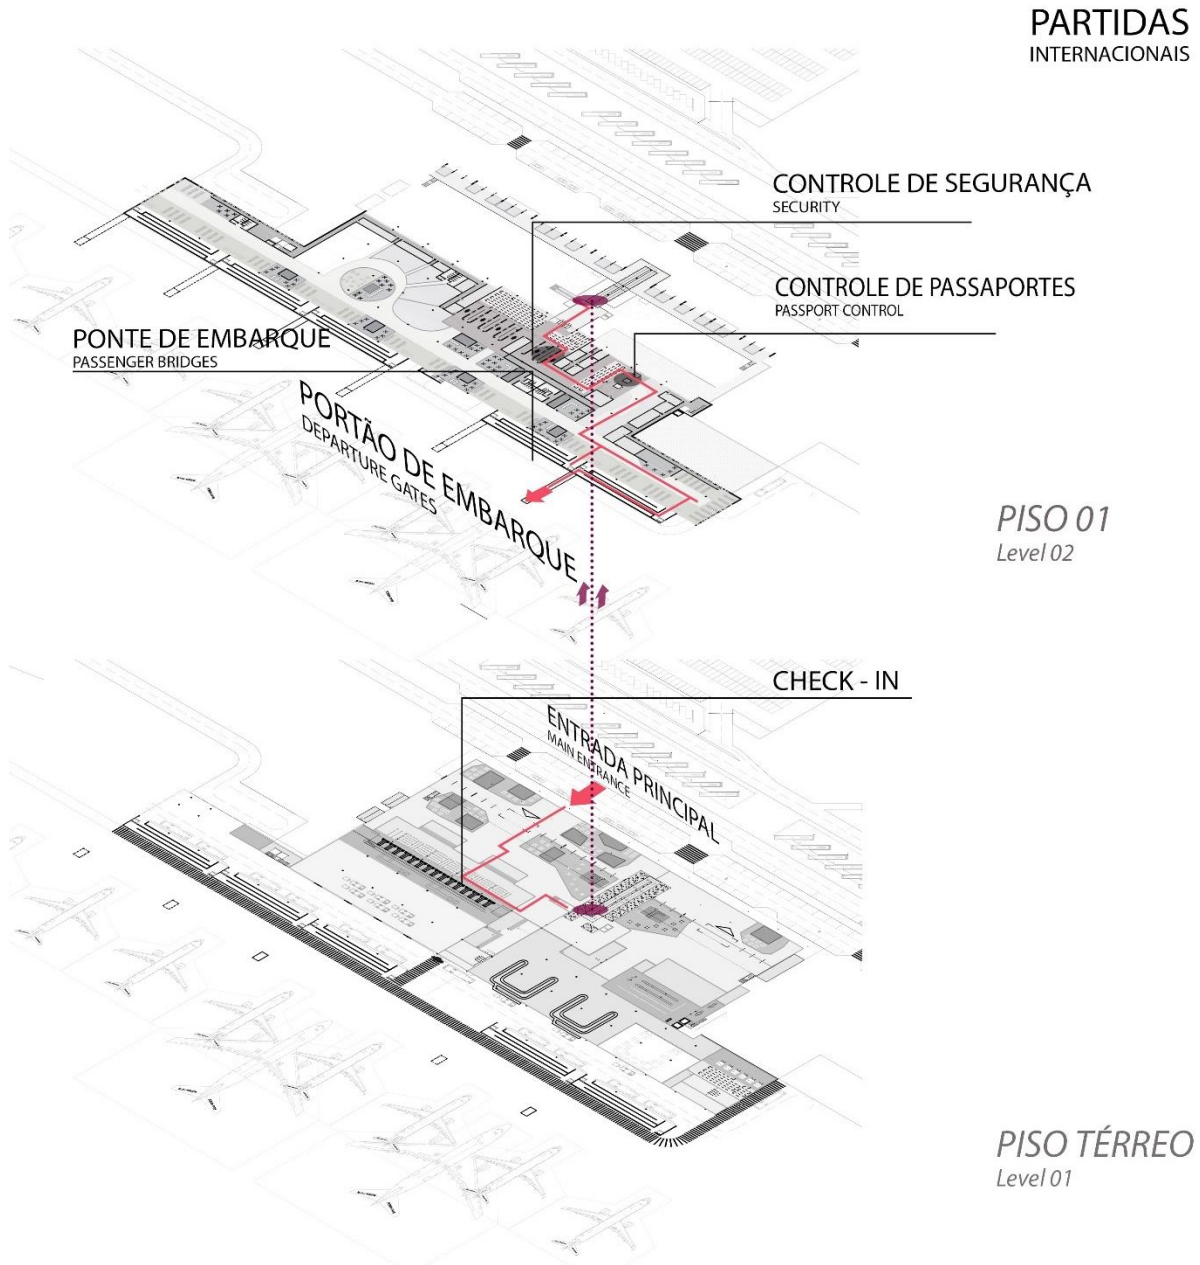 PARTIDAS
INTERNACIONAIS
CONTROLE DE SEGURANÇA
SECURITY
CONTROLE DE PASSAPORTES
PASSPORT CONTROL
PONTE DE EMBARQUE
PASSENGER BRIDGES
PORTÃO DE EMBARQUE
DEPARTURE GATES
PISO 01
Level 02
CHECK - IN
ENTRADA PRINCIPAL
MAIN ENTRANCE
PISO TÉRREO
Level 01